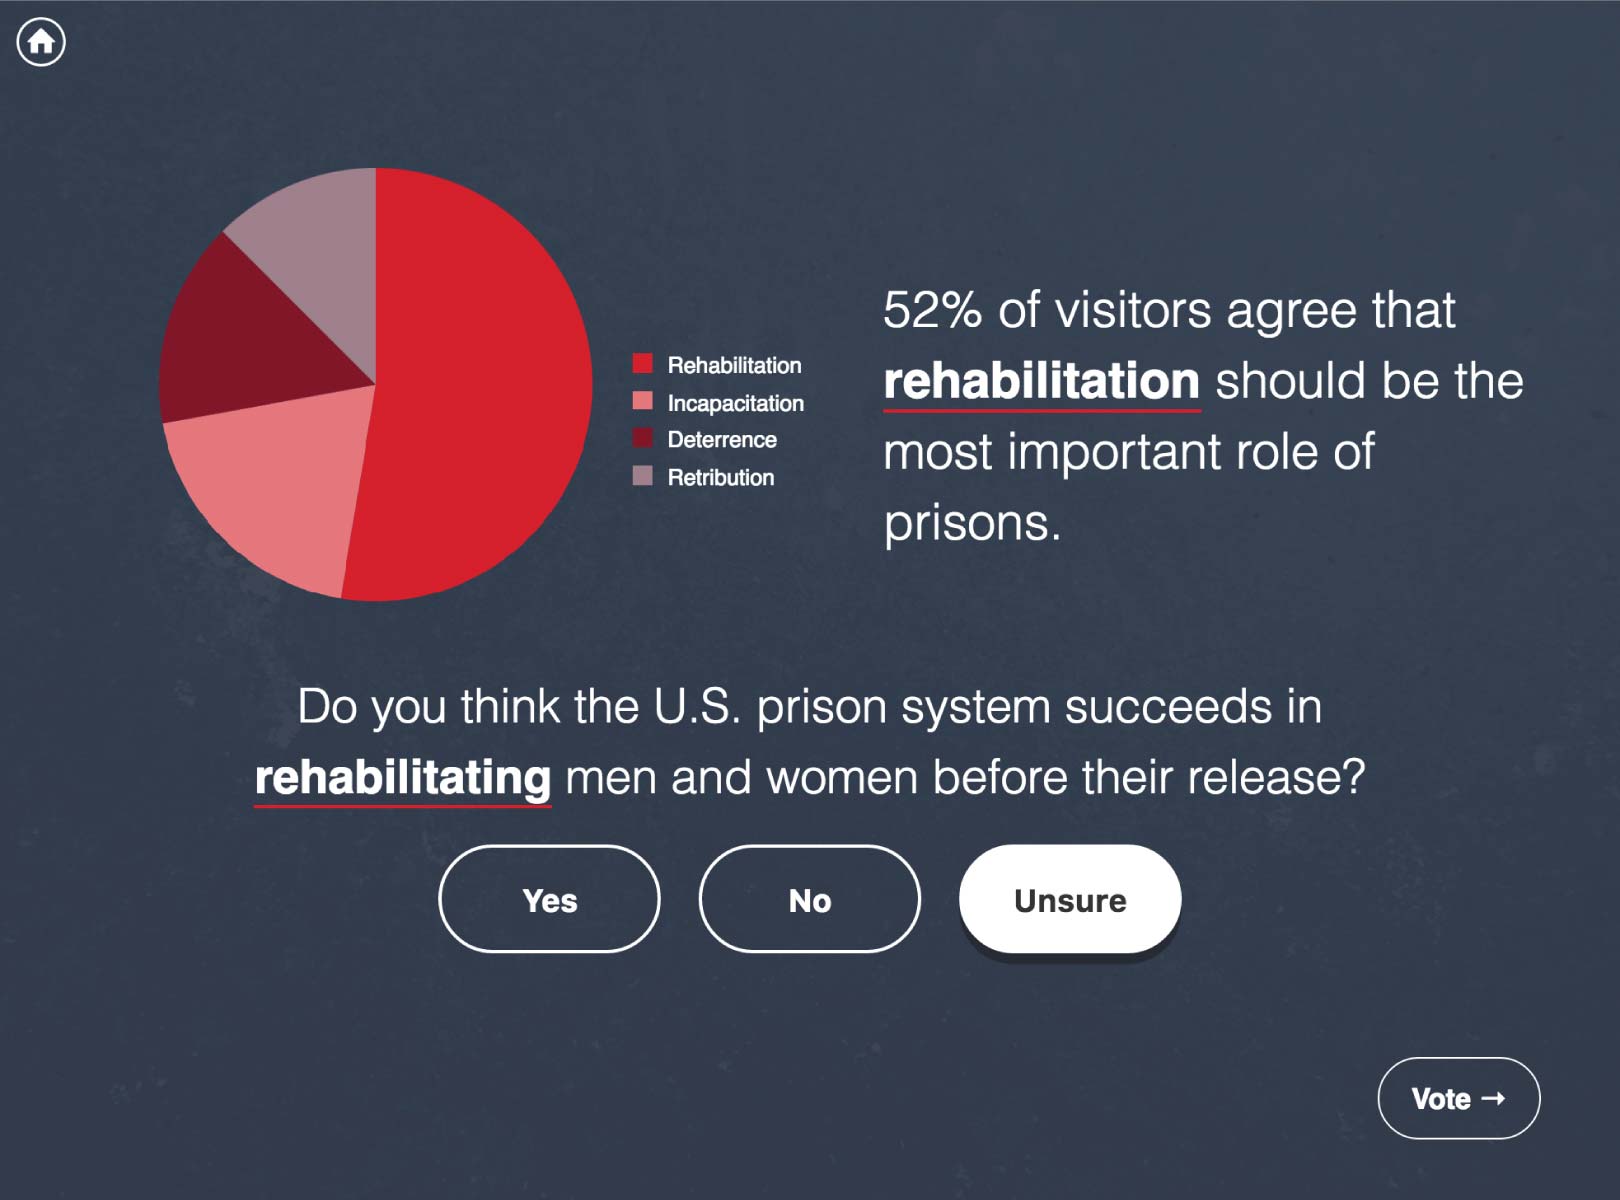 Rehabilitation
Incapacitation
Deterrence
Retribution
52% of visitors agree that
rehabilitation should be the
most important role of
prisons.
Do you think the U.S. prison system succeeds in
rehabilitating men and women before their release?
Yes
No
Unsure
Vote →